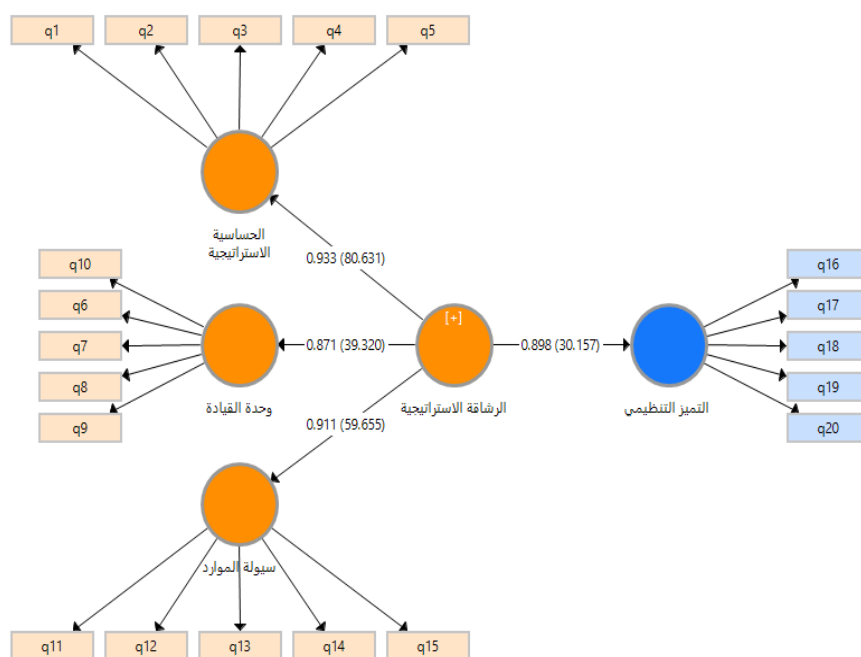 q1
q2
q3
q4
q5
الحساسية
الاستراتيجية
0.933 (80.631)
q10
q6
q7
q8
q9
وحدة القيادة
0.871 (39.320)
[+]
الرشاقة الاستراتيجية
0.898 (30.157)
التميز التنظيمي
q16
q17
q18
q19
q20
0.911 (59.655)
سيولة الموارد
q11
q12
q13
q14
q15